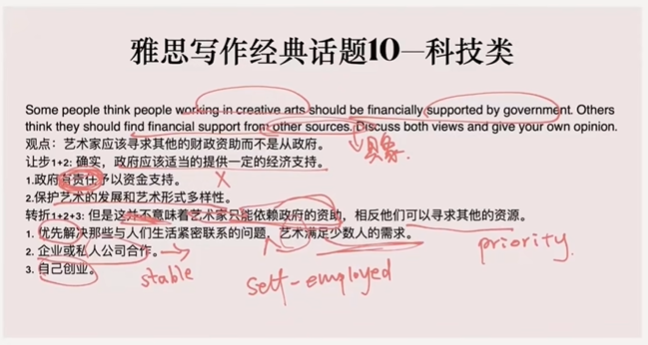 雅思写作经典话题10—科技类
Some people think people working in creative arts should be financially supported by government. Others
think they should find financial support from other sources. Discuss both views and give your own opinion.
观点：艺术家应该寻求其他的财政资助而不是从政府。
具象.
让步1+2: 确实，政府应该适当的提供一定的经济支持。
1.政府有责任予以资金支持。
2.保护艺术的发展和艺术形式多样性。
转折1+2+3: 但是这并不意味着艺术家只能依赖政府的资助，相反他们可以寻求其他的资源。
1. 优先解决那些与人们生活紧密联系的问题，艺术满足少数人的需求。
priority.
2. 企业或私人公司合作。
stable
self-employed
3. 自己创业。